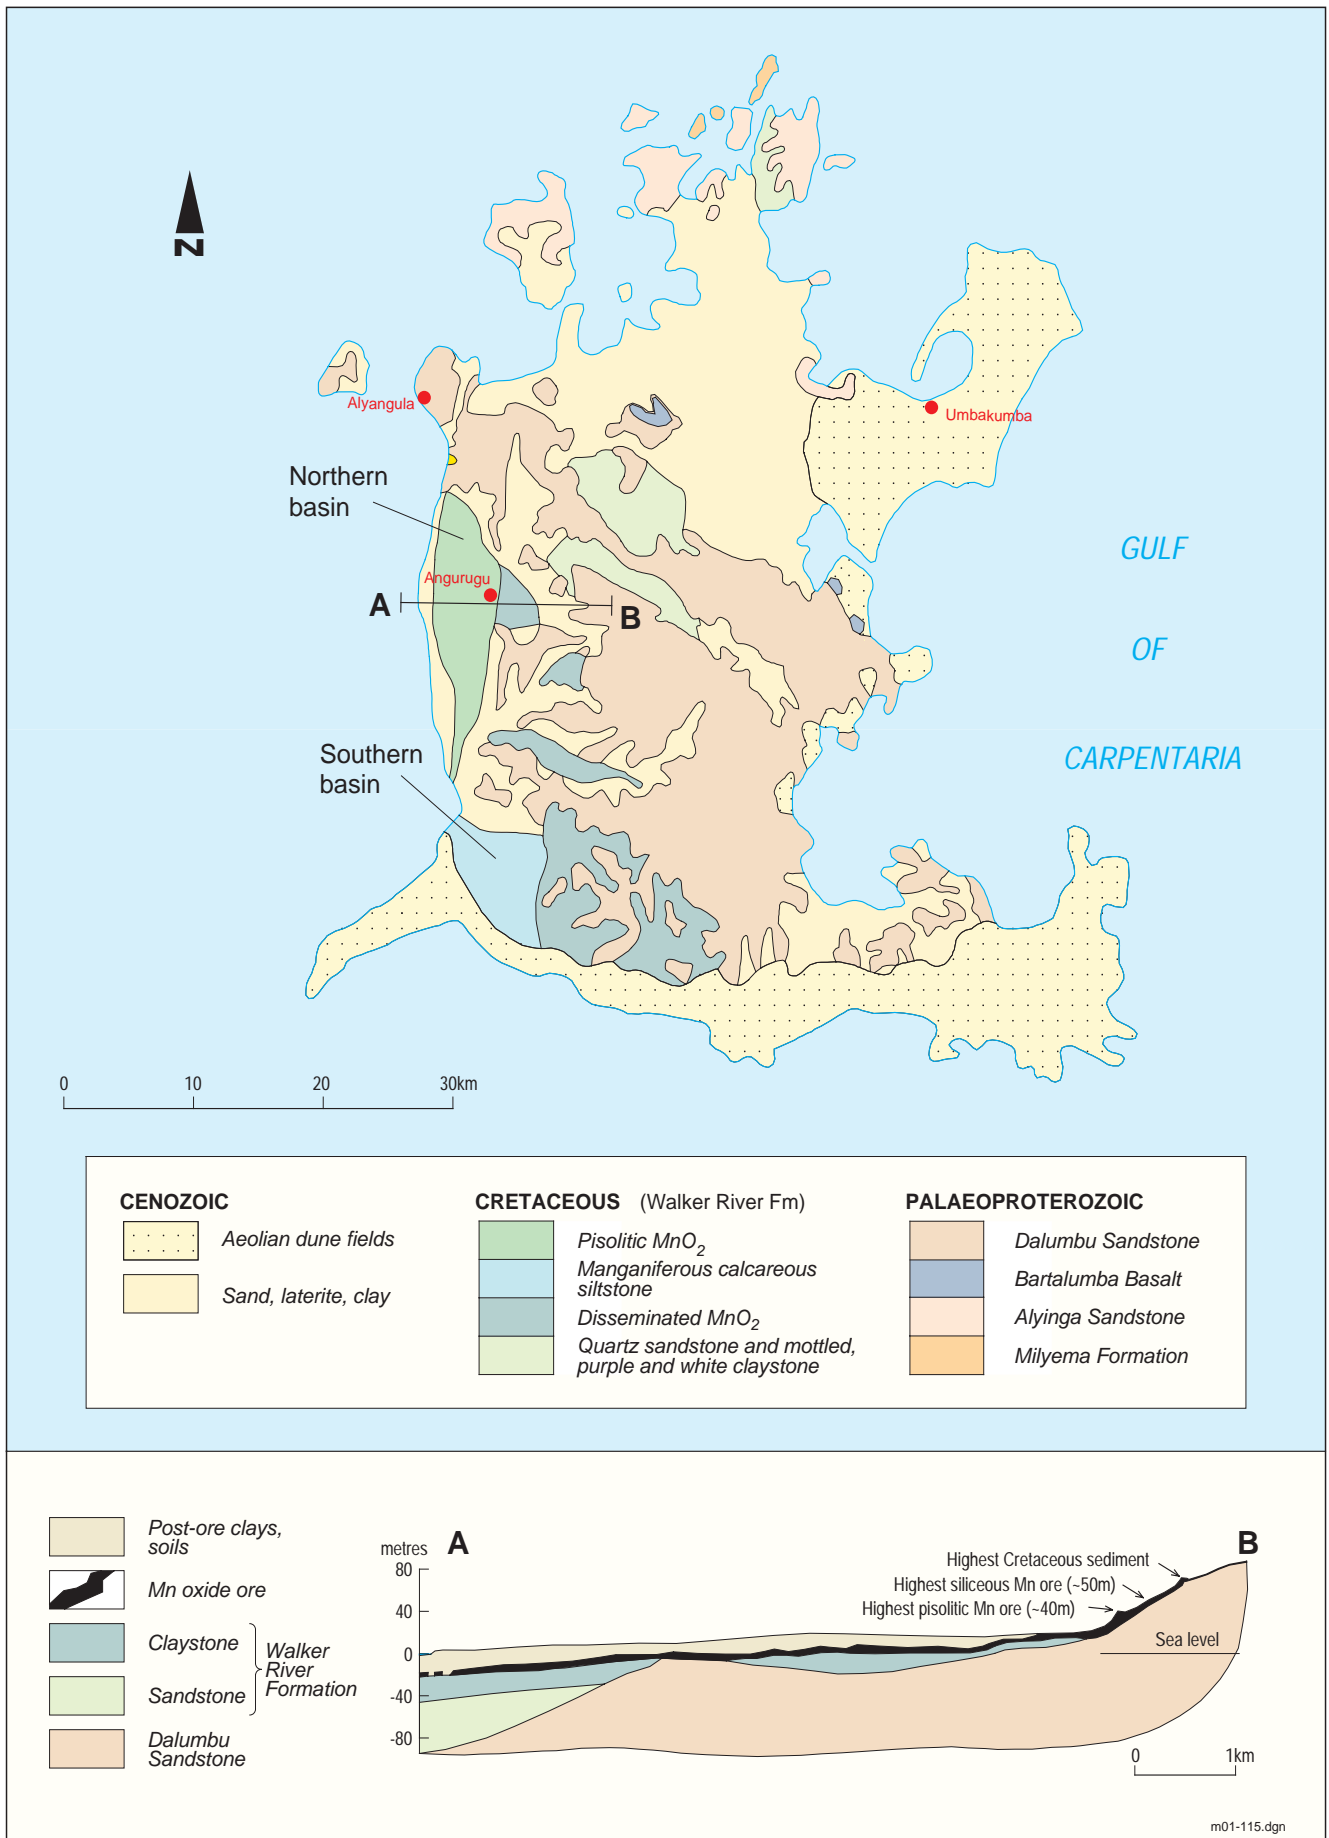 N
Alyangula
Umbakumba
Northern
basin
GULF
Angurugu
A
B
OF
Southern
basin
CARPENTARIA
0 10 20 30km
CENOZOIC
Aeolian dune fields
Sand, laterite, clay
CRETACEOUS (Walker River Fm)
Pisolitic MnO2
Manganiferous calcareous
siltstone
Disseminated MnO2
Quartz sandstone and mottled,
purple and white claystone
PALAEOPROTEROZOIC
Dalumbu Sandstone
Bartalumba Basalt
Alyinga Sandstone
Milyema Formation
Post-ore clays,
soils
Mn oxide ore
Claystone
Sandstone
Walker
River
Formation
Dalumbu
Sandstone
metres
A
B
80
40
0
-40
-80
Highest Cretaceous sediment
Highest siliceous Mn ore (~50m)
Highest pisolitic Mn ore (~40m)
Sea level
0 1km
m01-115.dgn